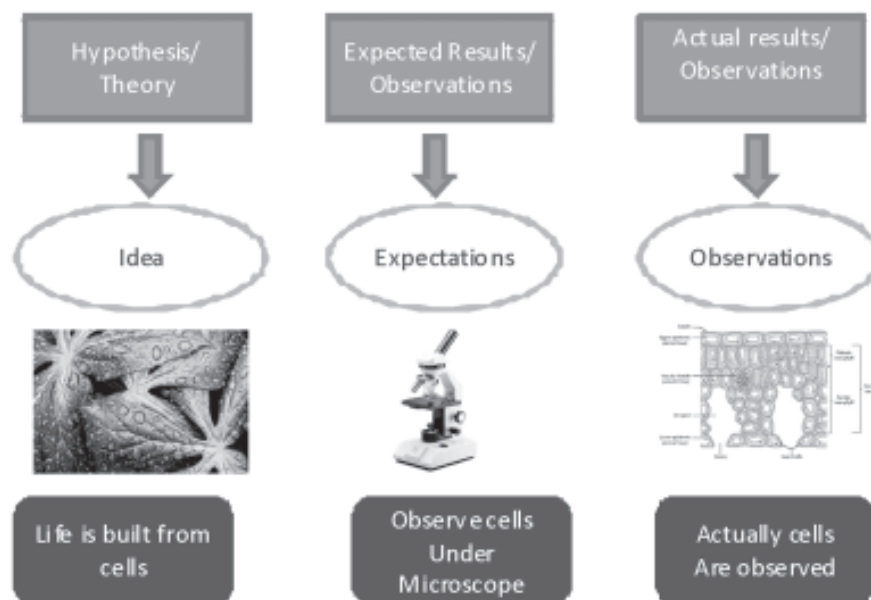 Hypothesis/
Theory
Expected Results/
Observations
Actual results/
Observations
Idea
Expectations
Observations
Life is built from
cells
Observe cells
Under
Microscope
Actually cells
Are observed